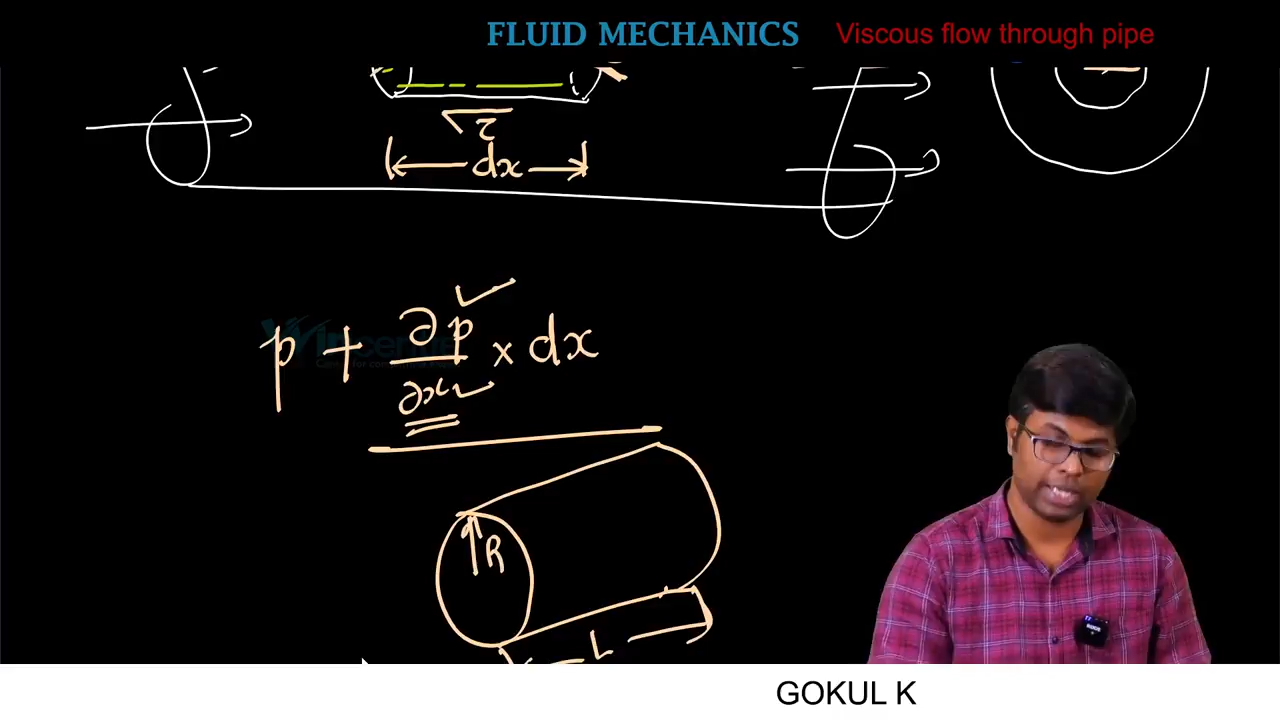 FLUID MECHANICS Viscous flow through pipe
τ
dx
p + ∂p/∂x × dx
R
L
GOKUL K